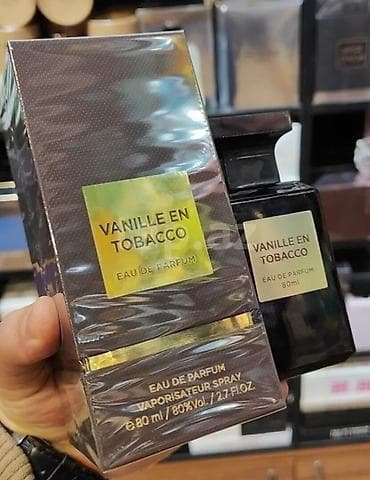 VANILLE EN
TOBACCO
EAU DE PARFUM
EAU DE PARFUM
VAPORISATEUR SPRAY
℮ 80 ml / 80%Vol. / 2.7 FL.OZ.
VANILLE EN
TOBACCO
EAU DE PARFUM
80ml